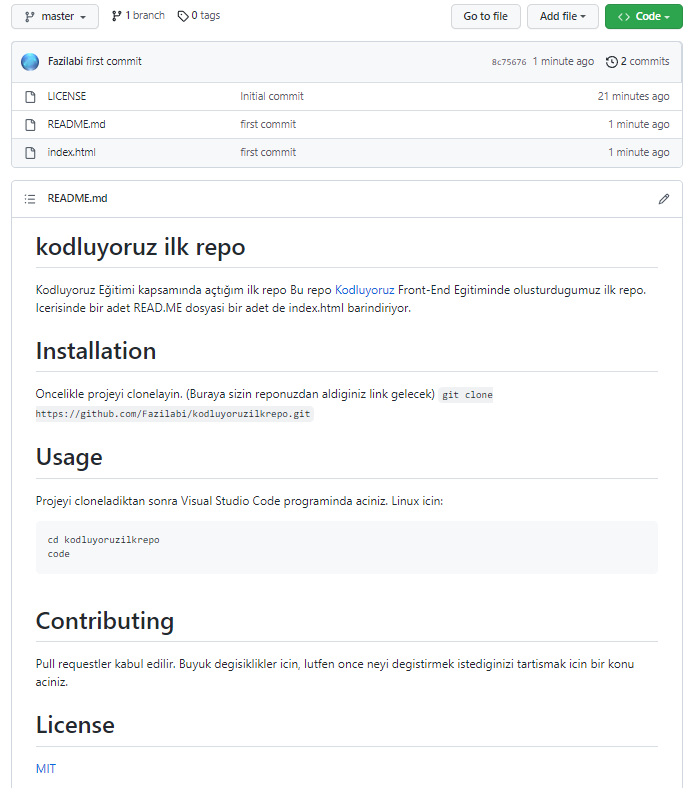 master 1 branch 0 tags Go to file Add file Code
Fazilabi first commit 8c75676 1 minute ago 2 commits
LICENSE Initial commit 21 minutes ago
README.md first commit 1 minute ago
index.html first commit 1 minute ago
README.md
kodluyoruz ilk repo
Kodluyoruz Eğitimi kapsamında açtığım ilk repo Bu repo Kodluyoruz Front-End Egitiminde olusturdugumuz ilk repo.
Icerisinde bir adet READ.ME dosyasi bir adet de index.html barindiriyor.
Installation
Oncelikle projeyi clonelayin. (Buraya sizin reponuzdan aldiginiz link gelecek) git clone
https://github.com/Fazilabi/kodluyoruzilkrepo.git
Usage
Projeyi cloneladiktan sonra Visual Studio Code programinda aciniz. Linux icin:
cd kodluyoruzilkrepo
code
Contributing
Pull requestler kabul edilir. Buyuk degisiklikler icin, lutfen once neyi degistirmek istediginizi tartismak icin bir konu
aciniz.
License
MIT